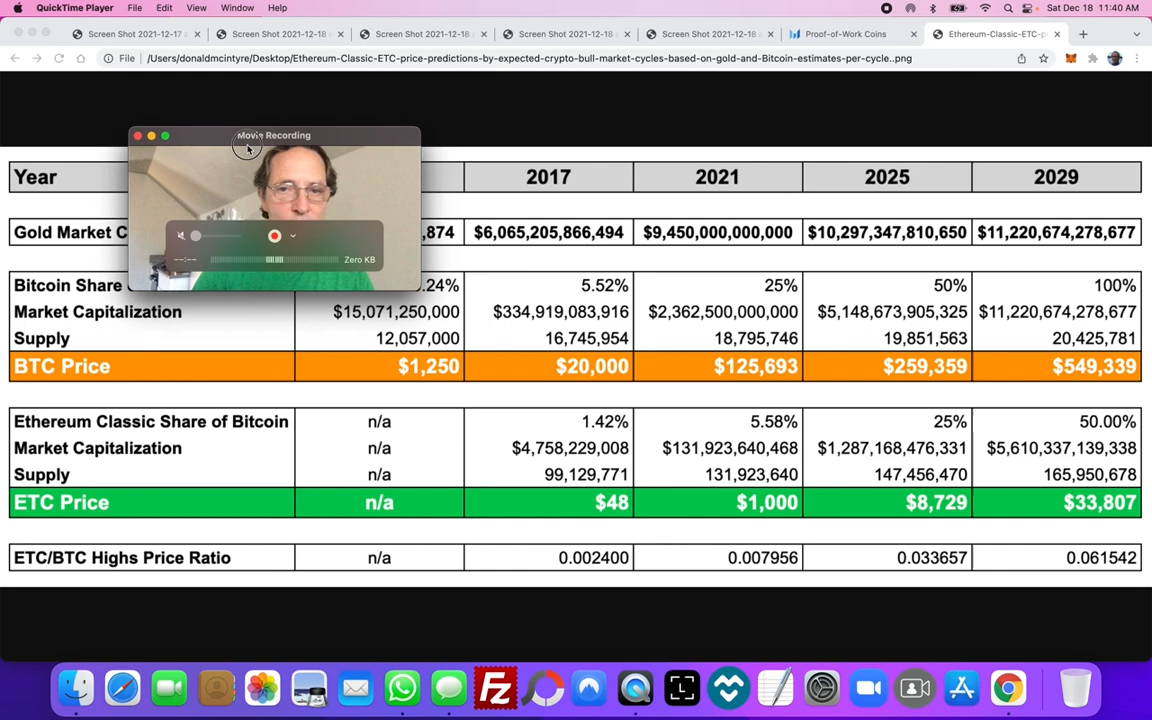 QuickTime Player File Edit View Window Help Sat Dec 18 11:40 AM
Screen Shot 2021-12-17 a Screen Shot 2021-12-18 Screen Shot 2021-12-18 Screen Shot 2021-12-18 Screen Shot 2021-12-18 Proof-of-Work Coins Ethereum-Classic-ETC-p
File /Users/donaldmcintyre/Desktop/Ethereum-Classic-ETC-price-predictions-by-expected-crypto-bull-market-cycles-based-on-gold-and-Bitcoin-estimates-per-cycle..png
Movie Recording
Zero KB
Year 2017 2021 2025 2029
Gold Market C ,874 $6,065,205,866,494 $9,450,000,000,000 $10,297,347,810,650 $11,220,674,278,677
Bitcoin Share .24% 5.52% 25% 50% 100%
Market Capitalization $15,071,250,000 $334,919,083,916 $2,362,500,000,000 $5,148,673,905,325 $11,220,674,278,677
Supply 12,057,000 16,745,954 18,795,746 19,851,563 20,425,781
BTC Price $1,250 $20,000 $125,693 $259,359 $549,339
Ethereum Classic Share of Bitcoin n/a 1.42% 5.58% 25% 50.00%
Market Capitalization n/a $4,758,229,008 $131,923,640,468 $1,287,168,476,331 $5,610,337,139,338
Supply n/a 99,129,771 131,923,640 147,456,470 165,950,678
ETC Price n/a $48 $1,000 $8,729 $33,807
ETC/BTC Highs Price Ratio n/a 0.002400 0.007956 0.033657 0.061542